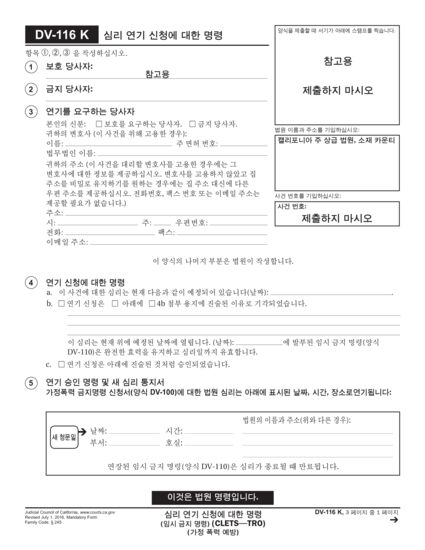 DV-116 K 심리 연기 신청에 대한 명령
양식을 제출할 때 서기가 아래에 스탬프를 찍습니다.
항목 ①, ②, ③ 을 작성하십시오.
1 보호 당사자:
참고용
2 금지 당사자:
참고용
제출하지 마시오
3 연기를 요구하는 당사자
본인의 신분: □ 보호를 요구하는 당사자. □ 금지 당사자.
귀하의 변호사 (이 사건을 위해 고용한 경우):
이름: 주 면허 번호:
법무법인 이름:
귀하의 주소 (이 사건을 대리할 변호사를 고용한 경우에는 그
변호사에 대한 정보를 제공하십시오. 변호사를 고용하지 않았고 집
주소를 비밀로 유지하기를 원하는 경우에는 집 주소 대신에 다른
우편 주소를 제공하십시오. 전화번호, 팩스 번호 또는 이메일 주소는
제공할 필요가 없습니다.)
주소:
시: 주: 우편번호:
전화: 팩스:
이메일 주소:
법원 이름과 주소를 기입하십시오:
캘리포니아 주 상급 법원, 소재 카운티
사건 번호를 기입하십시오:
사건 번호:
제출하지 마시오
이 양식의 나머지 부분은 법원이 작성합니다.
4 연기 신청에 대한 명령
a. 이 사건에 대한 심리는 현재 다음과 같이 예정되어 있습니다(날짜): .
b. □ 연기 신청은 □ 아래에 □ 4b 첨부 용지에 진술된 이유로 기각되었습니다.
이 심리는 현재 위에 예정된 날짜에 열립니다. (날짜): 에 발부된 임시 금지 명령(양식
DV-110)은 완전한 효력을 유지하고 심리일까지 유효합니다.
c. □ 연기 신청은 아래에 진술된 것처럼 승인되었습니다.
5 연기 승인 명령 및 새 심리 통지서
가정폭력 금지명령 신청서(양식 DV-100)에 대한 법원 심리는 아래에 표시된 날짜, 시간, 장소로연기됩니다:
법원의 이름과 주소(위와 다른 경우):
새 청문일 → 날짜: 시간:
부서: 호실:
연장된 임시 금지 명령(양식 DV-110)은 심리가 종료될 때 만료됩니다.
이것은 법원 명령입니다.
Judicial Council of California, www.courts.ca.gov
Revised July 1, 2016, Mandatory Form
Family Code, § 245
심리 연기 신청에 대한 명령
(임시 금지 명령) (CLETS—TRO)
(가정 폭력 예방)
DV-116 K, 3 페이지 중 1 페이지
→